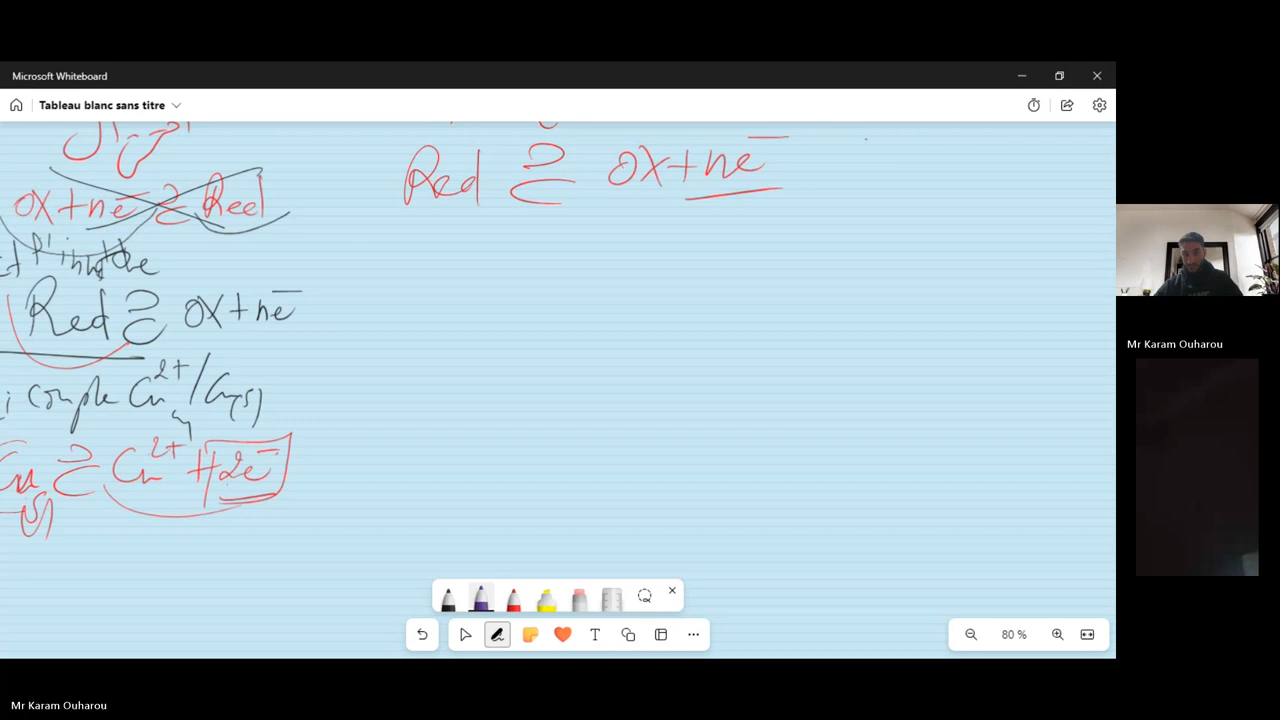 Microsoft Whiteboard
Tableau blanc sans titre
Red ⇄ ox + ne⁻
ox + ne⁻ ⇄ Red
Red ⇄ ox + ne⁻
couple Cu²⁺/Cu(s)
Cu(s) ⇄ Cu²⁺ + 2e⁻
80 %
Mr Karam Ouharou
Mr Karam Ouharou